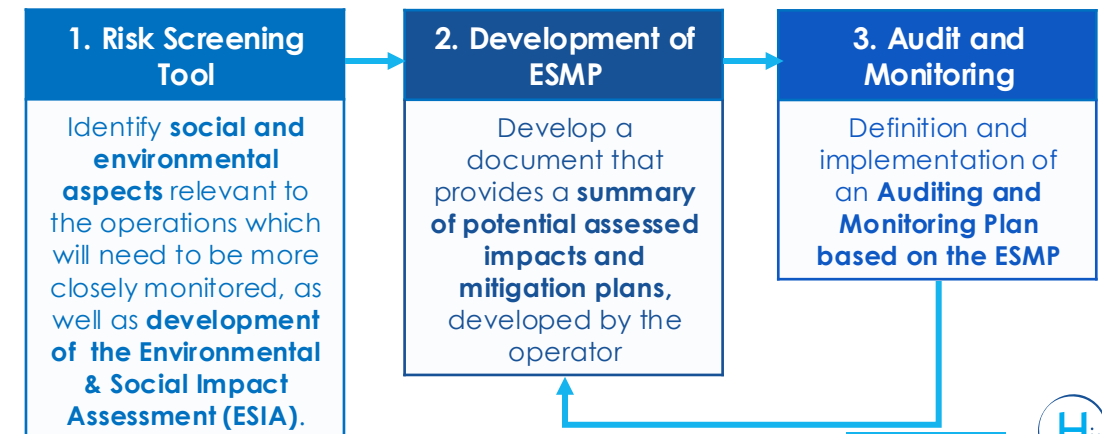 1. Risk Screening
Tool
Identify social and
environmental
aspects relevant to
the operations which
will need to be more
closely monitored, as
well as development
of the Environmental
& Social Impact
Assessment (ESIA).
2. Development of
ESMP
Develop a
document that
provides a summary
of potential assessed
impacts and
mitigation plans,
developed by the
operator
3. Audit and
Monitoring
Definition and
implementation of
an Auditing and
Monitoring Plan
based on the ESMP